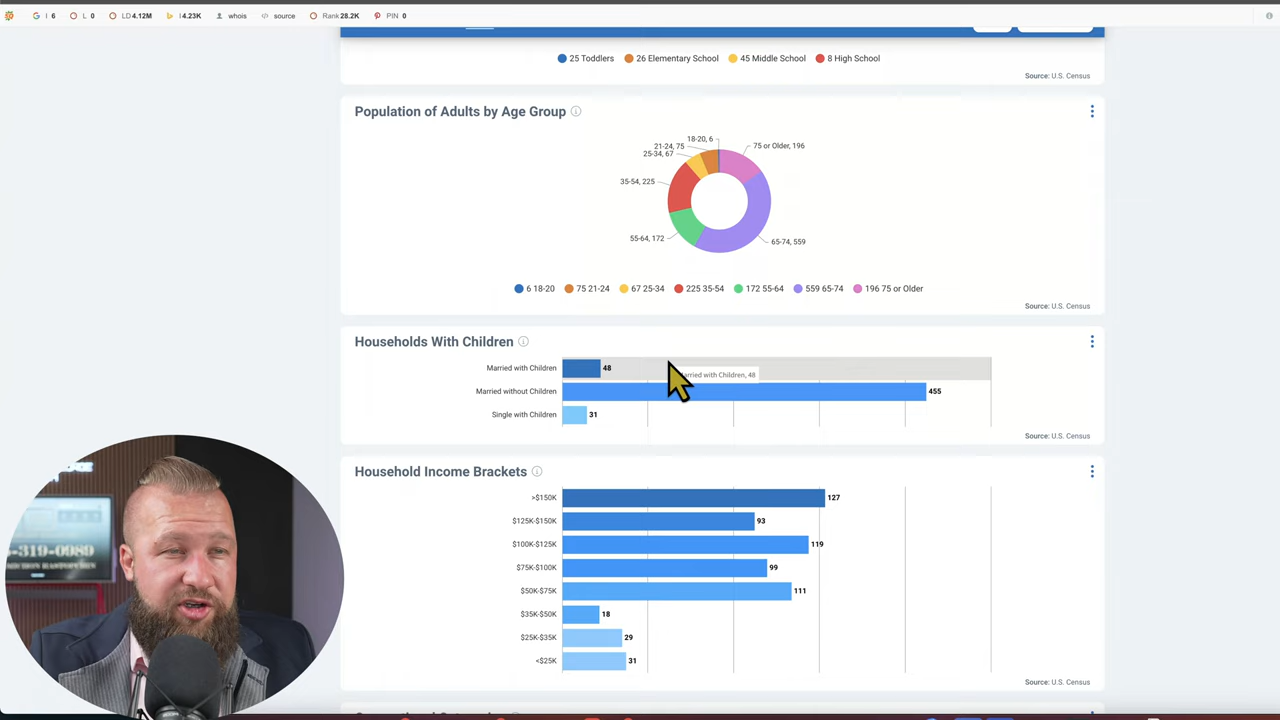 I 6 L 0 LD 4.12M I 4.23K whois source Rank 28.2K PIN 0
25 Toddlers 26 Elementary School 45 Middle School 8 High School
Source: U.S. Census
Population of Adults by Age Group
18-20, 6
21-24, 75
75 or Older, 196
25-34, 67
35-54, 225
55-64, 172
65-74, 559
6 18-20 75 21-24 67 25-34 225 35-54 172 55-64 559 65-74 196 75 or Older
Source: U.S. Census
Households With Children
Married with Children 48
arried with Children, 48
Married without Children 455
Single with Children 31
Source: U.S. Census
Household Income Brackets
>$150K 127
$125K-$150K 93
$100K-$125K 119
$75K-$100K 99
$50K-$75K 111
$35K-$50K 18
$25K-$35K 29
<$25K 31
Source: U.S. Census
-319-0989